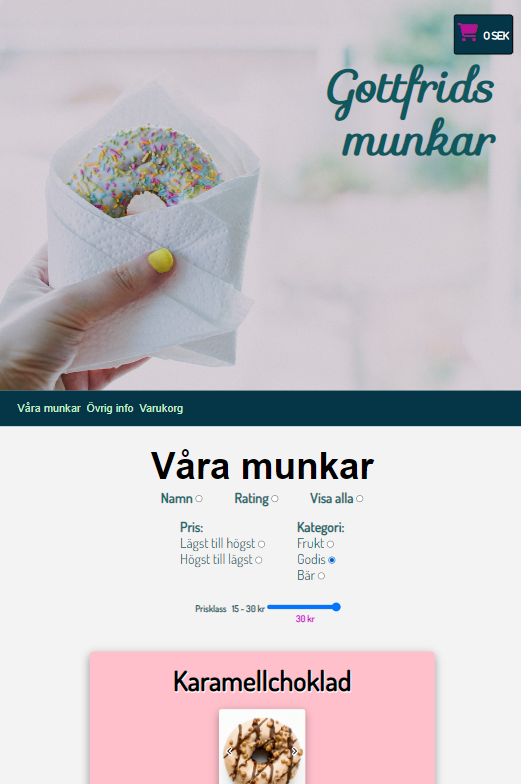 0 SEK
Gottfrids
munkar
Våra munkar Övrig info Varukorg
Våra munkar
Namn Rating Visa alla
Pris: Kategori:
Lägst till högst Frukt
Högst till lägst Godis
Bär
Prisklass 15 - 30 kr
30 kr
Karamellchoklad